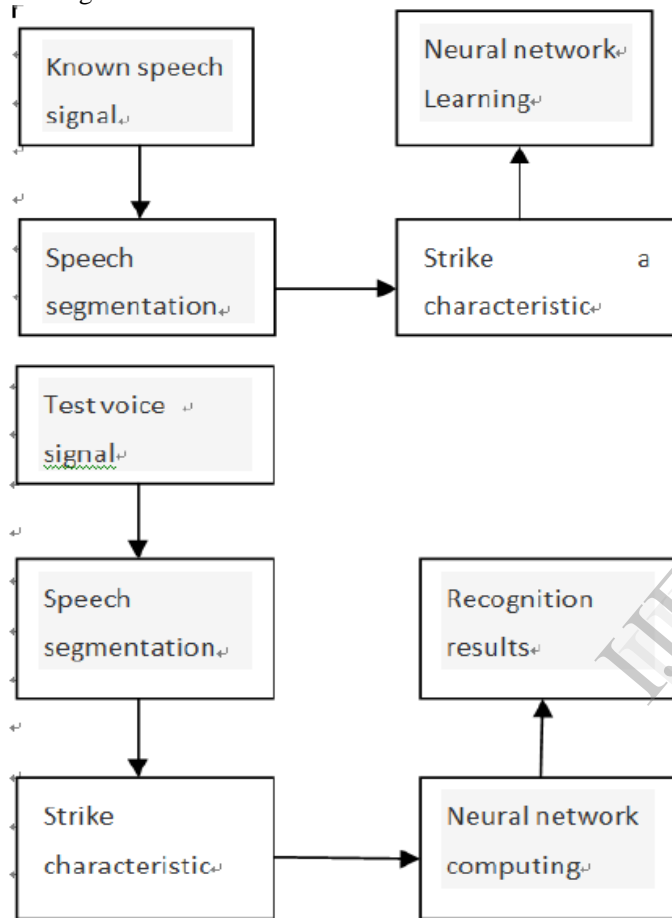 Known speech
signal
Neural network
Learning
Speech
segmentation
Strike a
characteristic
Test voice
signal
Speech
segmentation
Recognition
results
Strike
characteristic
Neural network
computing